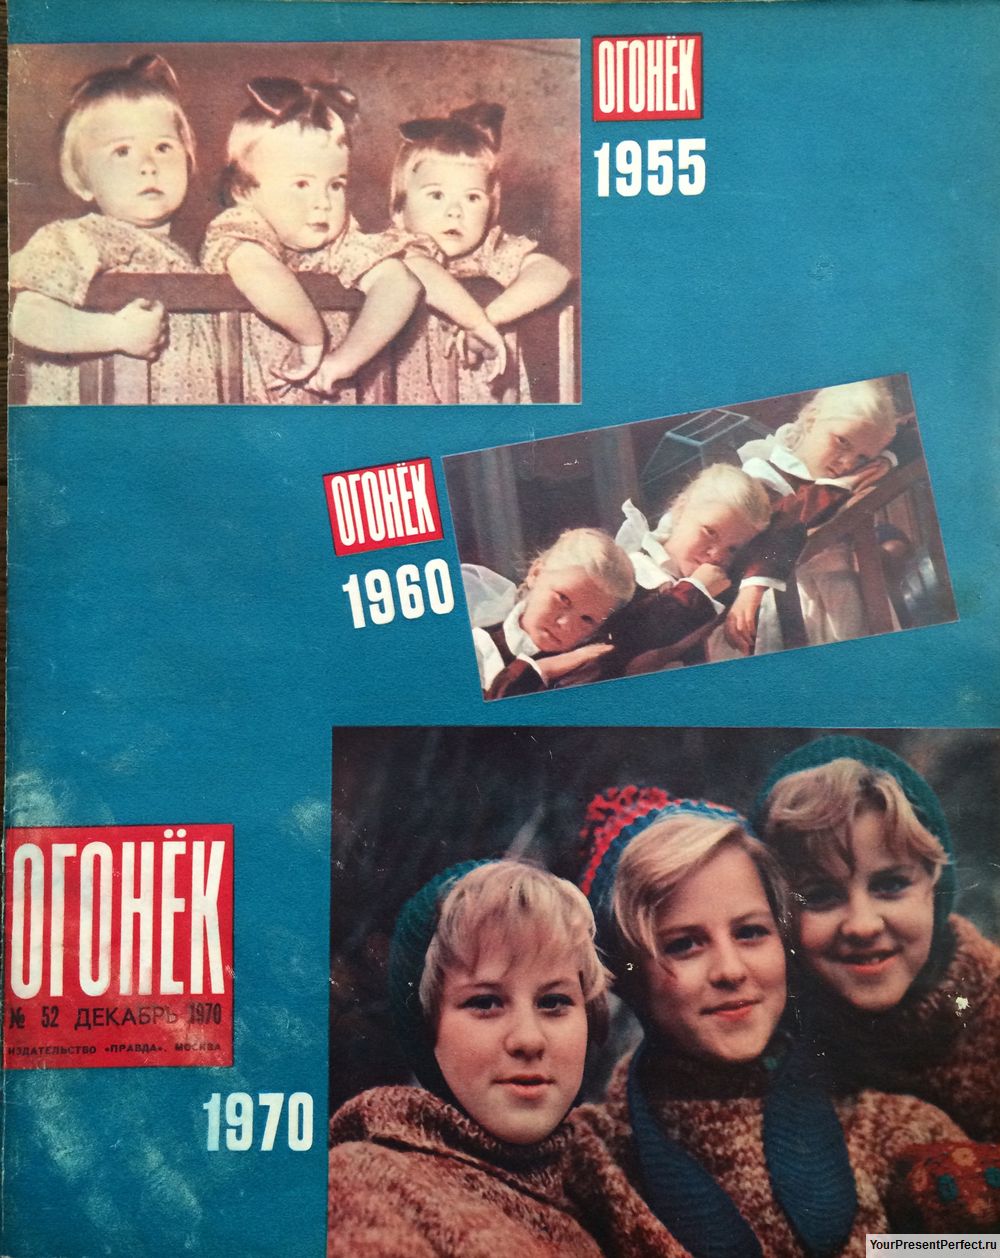 ОГОНЁК
1955
ОГОНЁК
1960
ОГОНЁК
№ 52 ДЕКАБРЬ 1970
ИЗДАТЕЛЬСТВО «ПРАВДА». МОСКВА
1970
YourPresentPerfect.ru